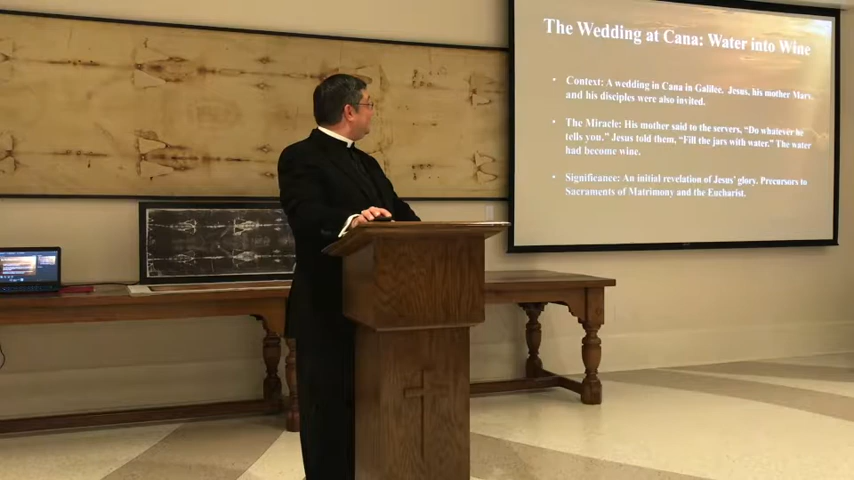 The Wedding at Cana: Water into Wine
• Context: A wedding in Cana in Galilee. Jesus, his mother Mary,
and his disciples were also invited.
• The Miracle: His mother said to the servers, “Do whatever he
tells you.” Jesus told them, “Fill the jars with water.” The water
had become wine.
• Significance: An initial revelation of Jesus’ glory. Precursors to
Sacraments of Matrimony and the Eucharist.